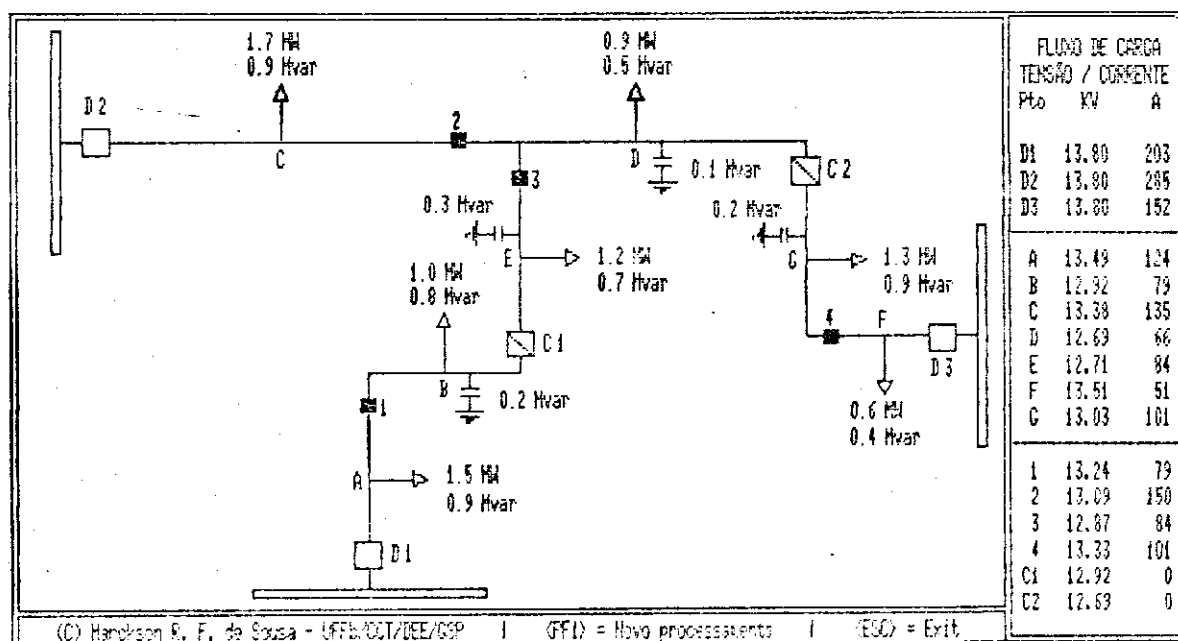 1.7 MW
0.9 Mvar
0.9 MW
0.5 Mvar
D2
2
C
D
0.1 Mvar
C2
3
0.3 Mvar
0.2 Mvar
E
1.2 MW
0.7 Mvar
G
1.3 MW
0.9 Mvar
1.0 MW
0.8 Mvar
4
F
C1
D3
B
0.2 Mvar
1
0.6 MW
0.4 Mvar
A
1.5 MW
0.9 Mvar
D1
FLUXO DE CARGA
TENSÃO / CORRENTE
Pto KV A
D1 13.80 203
D2 13.80 285
D3 13.80 152
A 13.49 124
B 12.92 79
C 13.38 135
D 12.69 66
E 12.71 84
F 13.51 51
G 13.03 101
1 13.24 79
2 13.09 150
3 12.87 84
4 13.33 101
C1 12.92 0
C2 12.69 0
(C) R. F. de Sousa - UFPb/CCT/DEE/GSP | <PF1> = Novo processamento | <ESC> = Exit